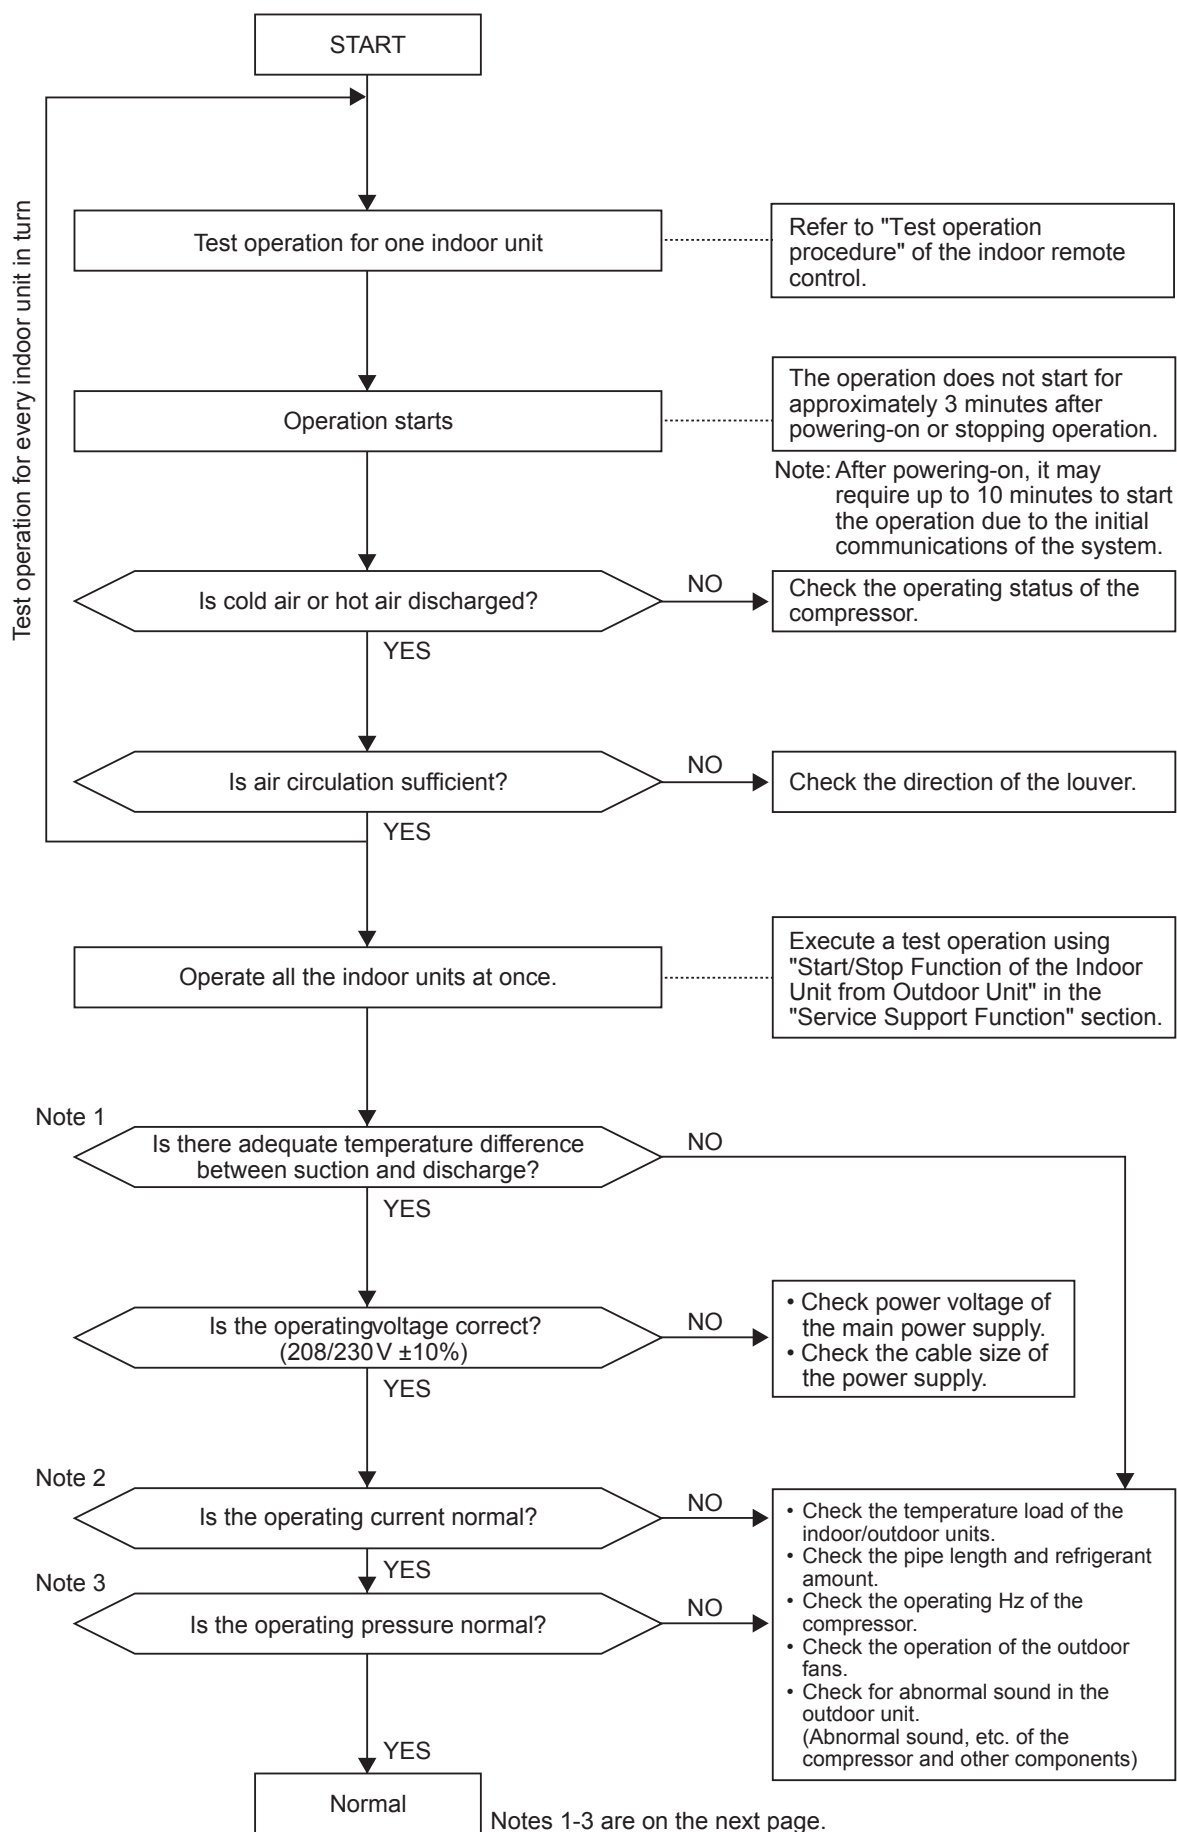 START
Test operation for every indoor unit in turn
Test operation for one indoor unit
Refer to "Test operation
procedure" of the indoor remote
control.
Operation starts
The operation does not start for
approximately 3 minutes after
powering-on or stopping operation.
Note: After powering-on, it may
require up to 10 minutes to start
the operation due to the initial
communications of the system.
Is cold air or hot air discharged?
NO
Check the operating status of the
compressor.
YES
Is air circulation sufficient?
NO
Check the direction of the louver.
YES
Operate all the indoor units at once.
Execute a test operation using
"Start/Stop Function of the Indoor
Unit from Outdoor Unit" in the
"Service Support Function" section.
Note 1
Is there adequate temperature difference
between suction and discharge?
NO
YES
Is the operatingvoltage correct?
(208/230V ±10%)
NO
• Check power voltage of
the main power supply.
• Check the cable size of
the power supply.
YES
Note 2
Is the operating current normal?
NO
YES
Note 3
Is the operating pressure normal?
NO
• Check the temperature load of the
indoor/outdoor units.
• Check the pipe length and refrigerant
amount.
• Check the operating Hz of the
compressor.
• Check the operation of the outdoor
fans.
• Check for abnormal sound in the
outdoor unit.
(Abnormal sound, etc. of the
compressor and other components)
YES
Normal
Notes 1-3 are on the next page.